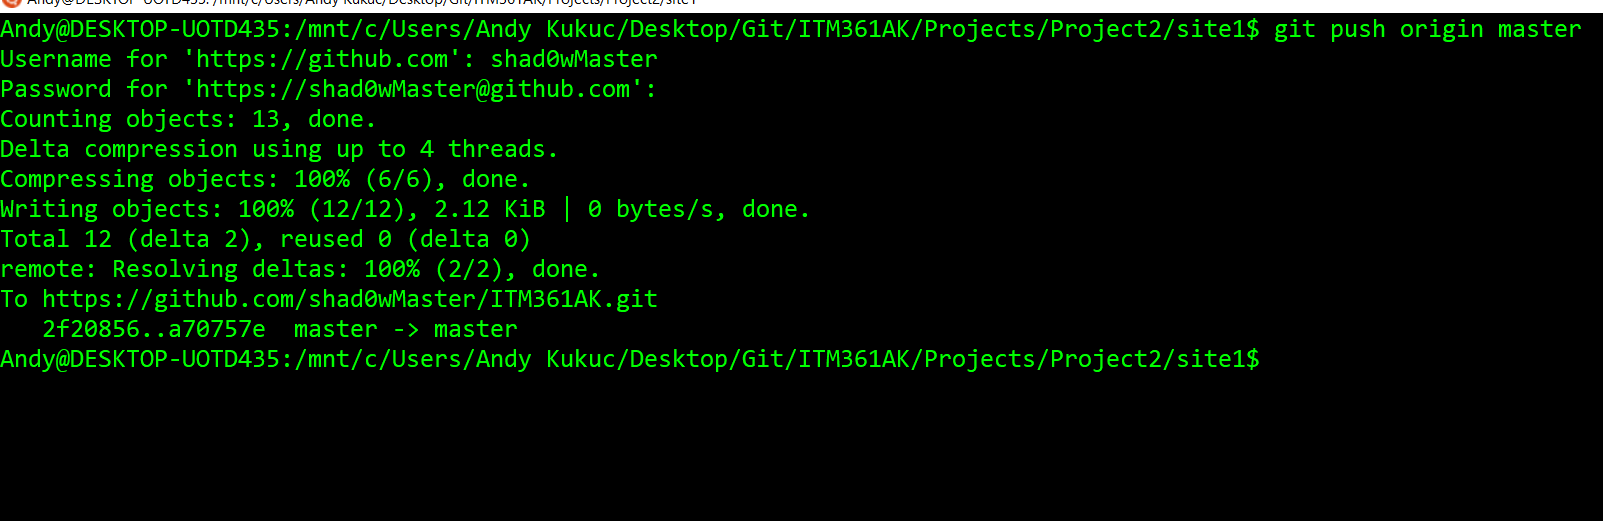 Andy@DESKTOP-UOTD435: /mnt/c/Users/Andy Kukuc/Desktop/Git/ITM361AK/Projects/Project2/site1
Andy@DESKTOP-UOTD435:/mnt/c/Users/Andy Kukuc/Desktop/Git/ITM361AK/Projects/Project2/site1$ git push origin master
Username for 'https://github.com': shad0wMaster
Password for 'https://shad0wMaster@github.com':
Counting objects: 13, done.
Delta compression using up to 4 threads.
Compressing objects: 100% (6/6), done.
Writing objects: 100% (12/12), 2.12 KiB | 0 bytes/s, done.
Total 12 (delta 2), reused 0 (delta 0)
remote: Resolving deltas: 100% (2/2), done.
To https://github.com/shad0wMaster/ITM361AK.git
   2f20856..a70757e  master -> master
Andy@DESKTOP-UOTD435:/mnt/c/Users/Andy Kukuc/Desktop/Git/ITM361AK/Projects/Project2/site1$